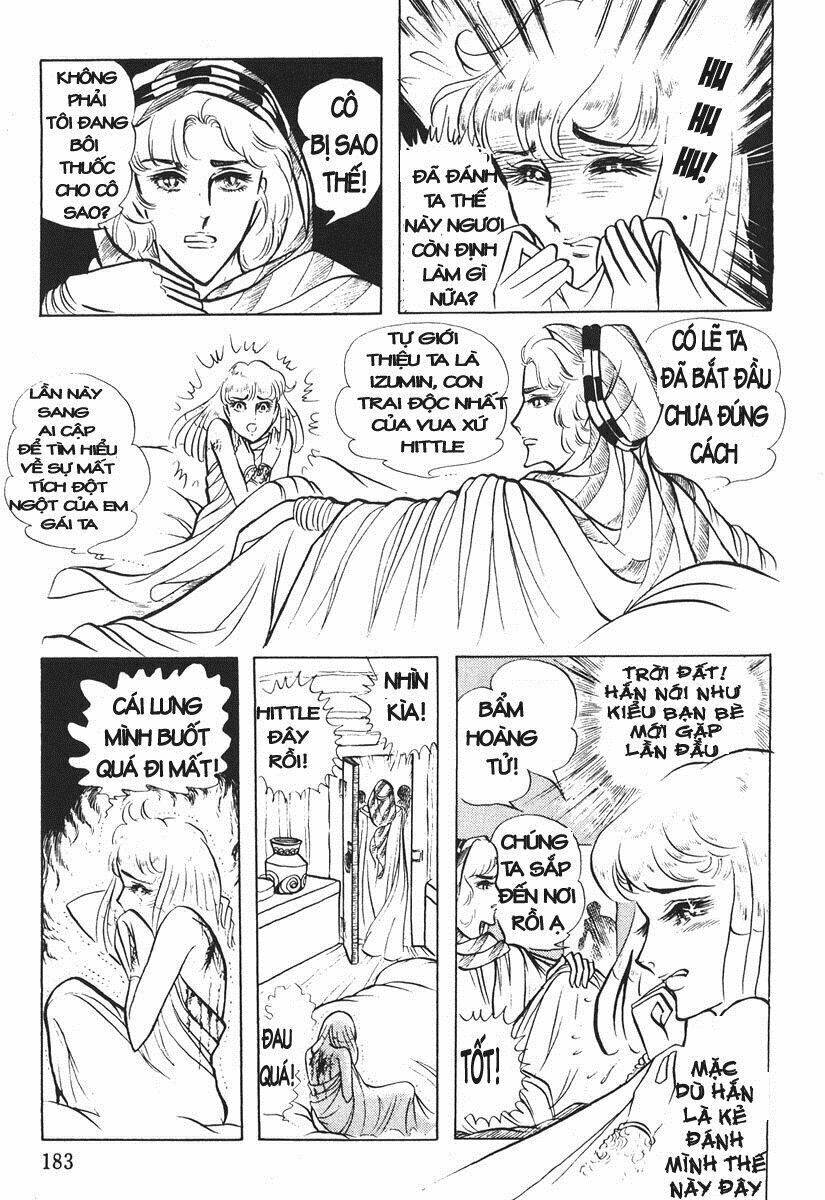 HU
HU
HU!
ĐÃ ĐÁNH
TA THẾ
NÀY NGƯƠI
CÒN ĐỊNH
LÀM GÌ
NỮA?
CÔ
BỊ SAO
THẾ!
KHÔNG
PHẢI
TÔI ĐANG
BÔI
THUỐC
CHO CÔ
SAO?
CÓ LẼ TA
ĐÃ BẮT ĐẦU
CHƯA ĐÚNG
CÁCH
TỰ GIỚI
THIỆU TA LÀ
IZUMIN, CON
TRAI ĐỘC NHẤT
CỦA VUA XỨ
HITTLE
LẦN NÀY
SANG
AI CẬP
ĐỂ TÌM HIỂU
VỀ SỰ MẤT
TÍCH ĐỘT
NGỘT CỦA EM
GÁI TA
TRỜI ĐẤT!
HẮN NÓI NHƯ
KIỂU BẠN BÈ
MỚI GẶP
LẦN ĐẦU
BẨM
HOÀNG
TỬ!
CHÚNG
TA SẮP
ĐẾN NƠI
RỒI Ạ
TỐT!
MẶC
DÙ HẮN
LÀ KẺ
ĐÁNH
MÌNH THẾ
NÀY ĐÂY
NHÌN
KÌA!
HITTLE
ĐÂY
RỒI!
ĐAU
QUÁ!
CÁI LƯNG
MÌNH BUỐT
QUÁ ĐI MẤT!
183